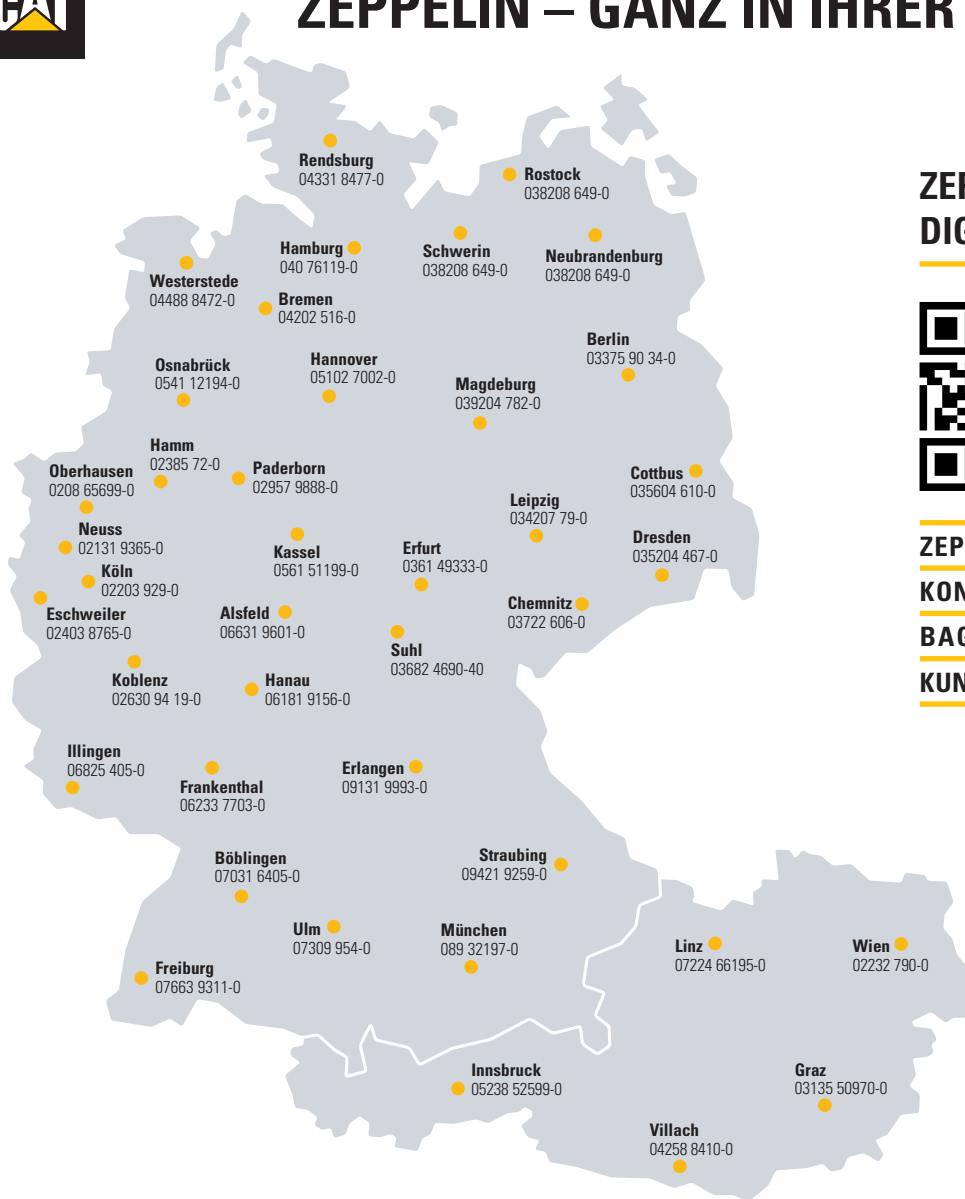 ZEPPELIN – GANZ IN IHRER
Rendsburg
04331 8477-0
Rostock
038208 649-0
Hamburg
040 76119-0
Schwerin
038208 649-0
Neubrandenburg
038208 649-0
Westerstede
04488 8472-0
Bremen
04202 516-0
Berlin
03375 90 34-0
Osnabrück
0541 12194-0
Hannover
05102 7002-0
Magdeburg
039204 782-0
Hamm
02385 72-0
Oberhausen
0208 65699-0
Paderborn
02957 9888-0
Cottbus
035604 610-0
Leipzig
034207 79-0
Neuss
02131 9365-0
Kassel
0561 51199-0
Erfurt
0361 49333-0
Dresden
035204 467-0
Köln
02203 929-0
Eschweiler
02403 8765-0
Alsfeld
06631 9601-0
Chemnitz
03722 606-0
Suhl
03682 4690-40
Koblenz
02630 94 19-0
Hanau
06181 9156-0
Illingen
06825 405-0
Frankenthal
06233 7703-0
Erlangen
09131 9993-0
Böblingen
07031 6405-0
Straubing
09421 9259-0
Ulm
07309 954-0
München
089 32197-0
Freiburg
07663 9311-0
Linz
07224 66195-0
Wien
02232 790-0
Innsbruck
05238 52599-0
Graz
03135 50970-0
Villach
04258 8410-0
ZEP
DIG
ZEP
KON
BAG
KUN